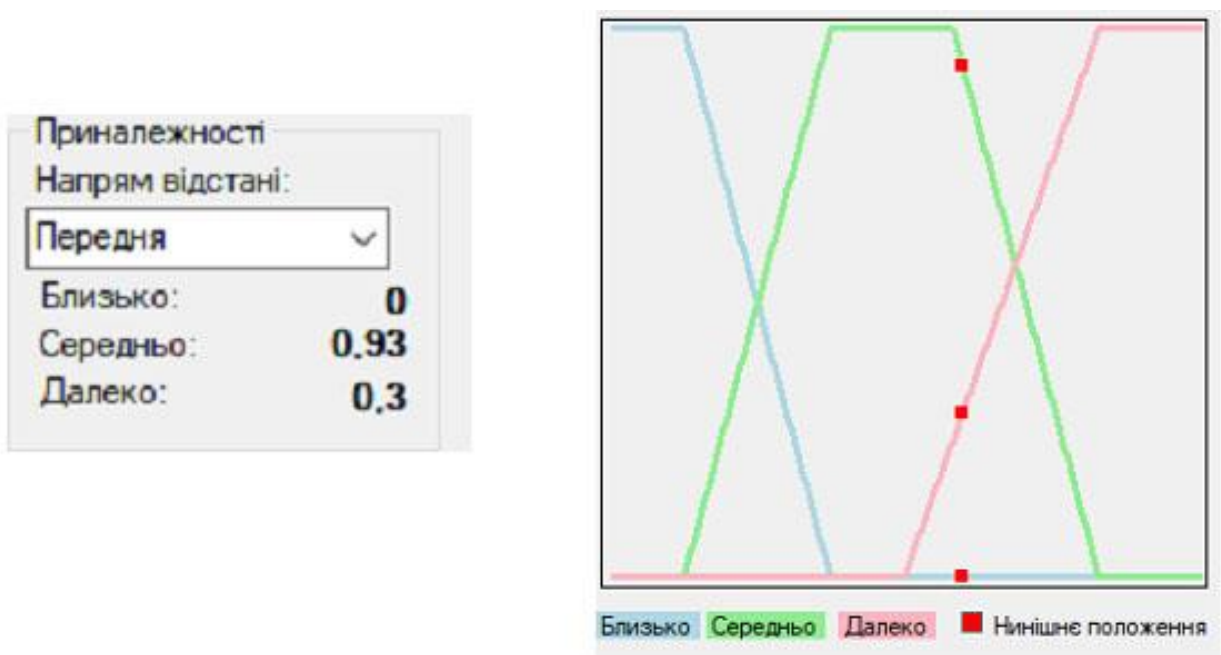 Приналежності
Напрям відстані:
Передня
Близько: 0
Середньо: 0.93
Далеко: 0.3
Близько Середньо Далеко Нинішнє положення